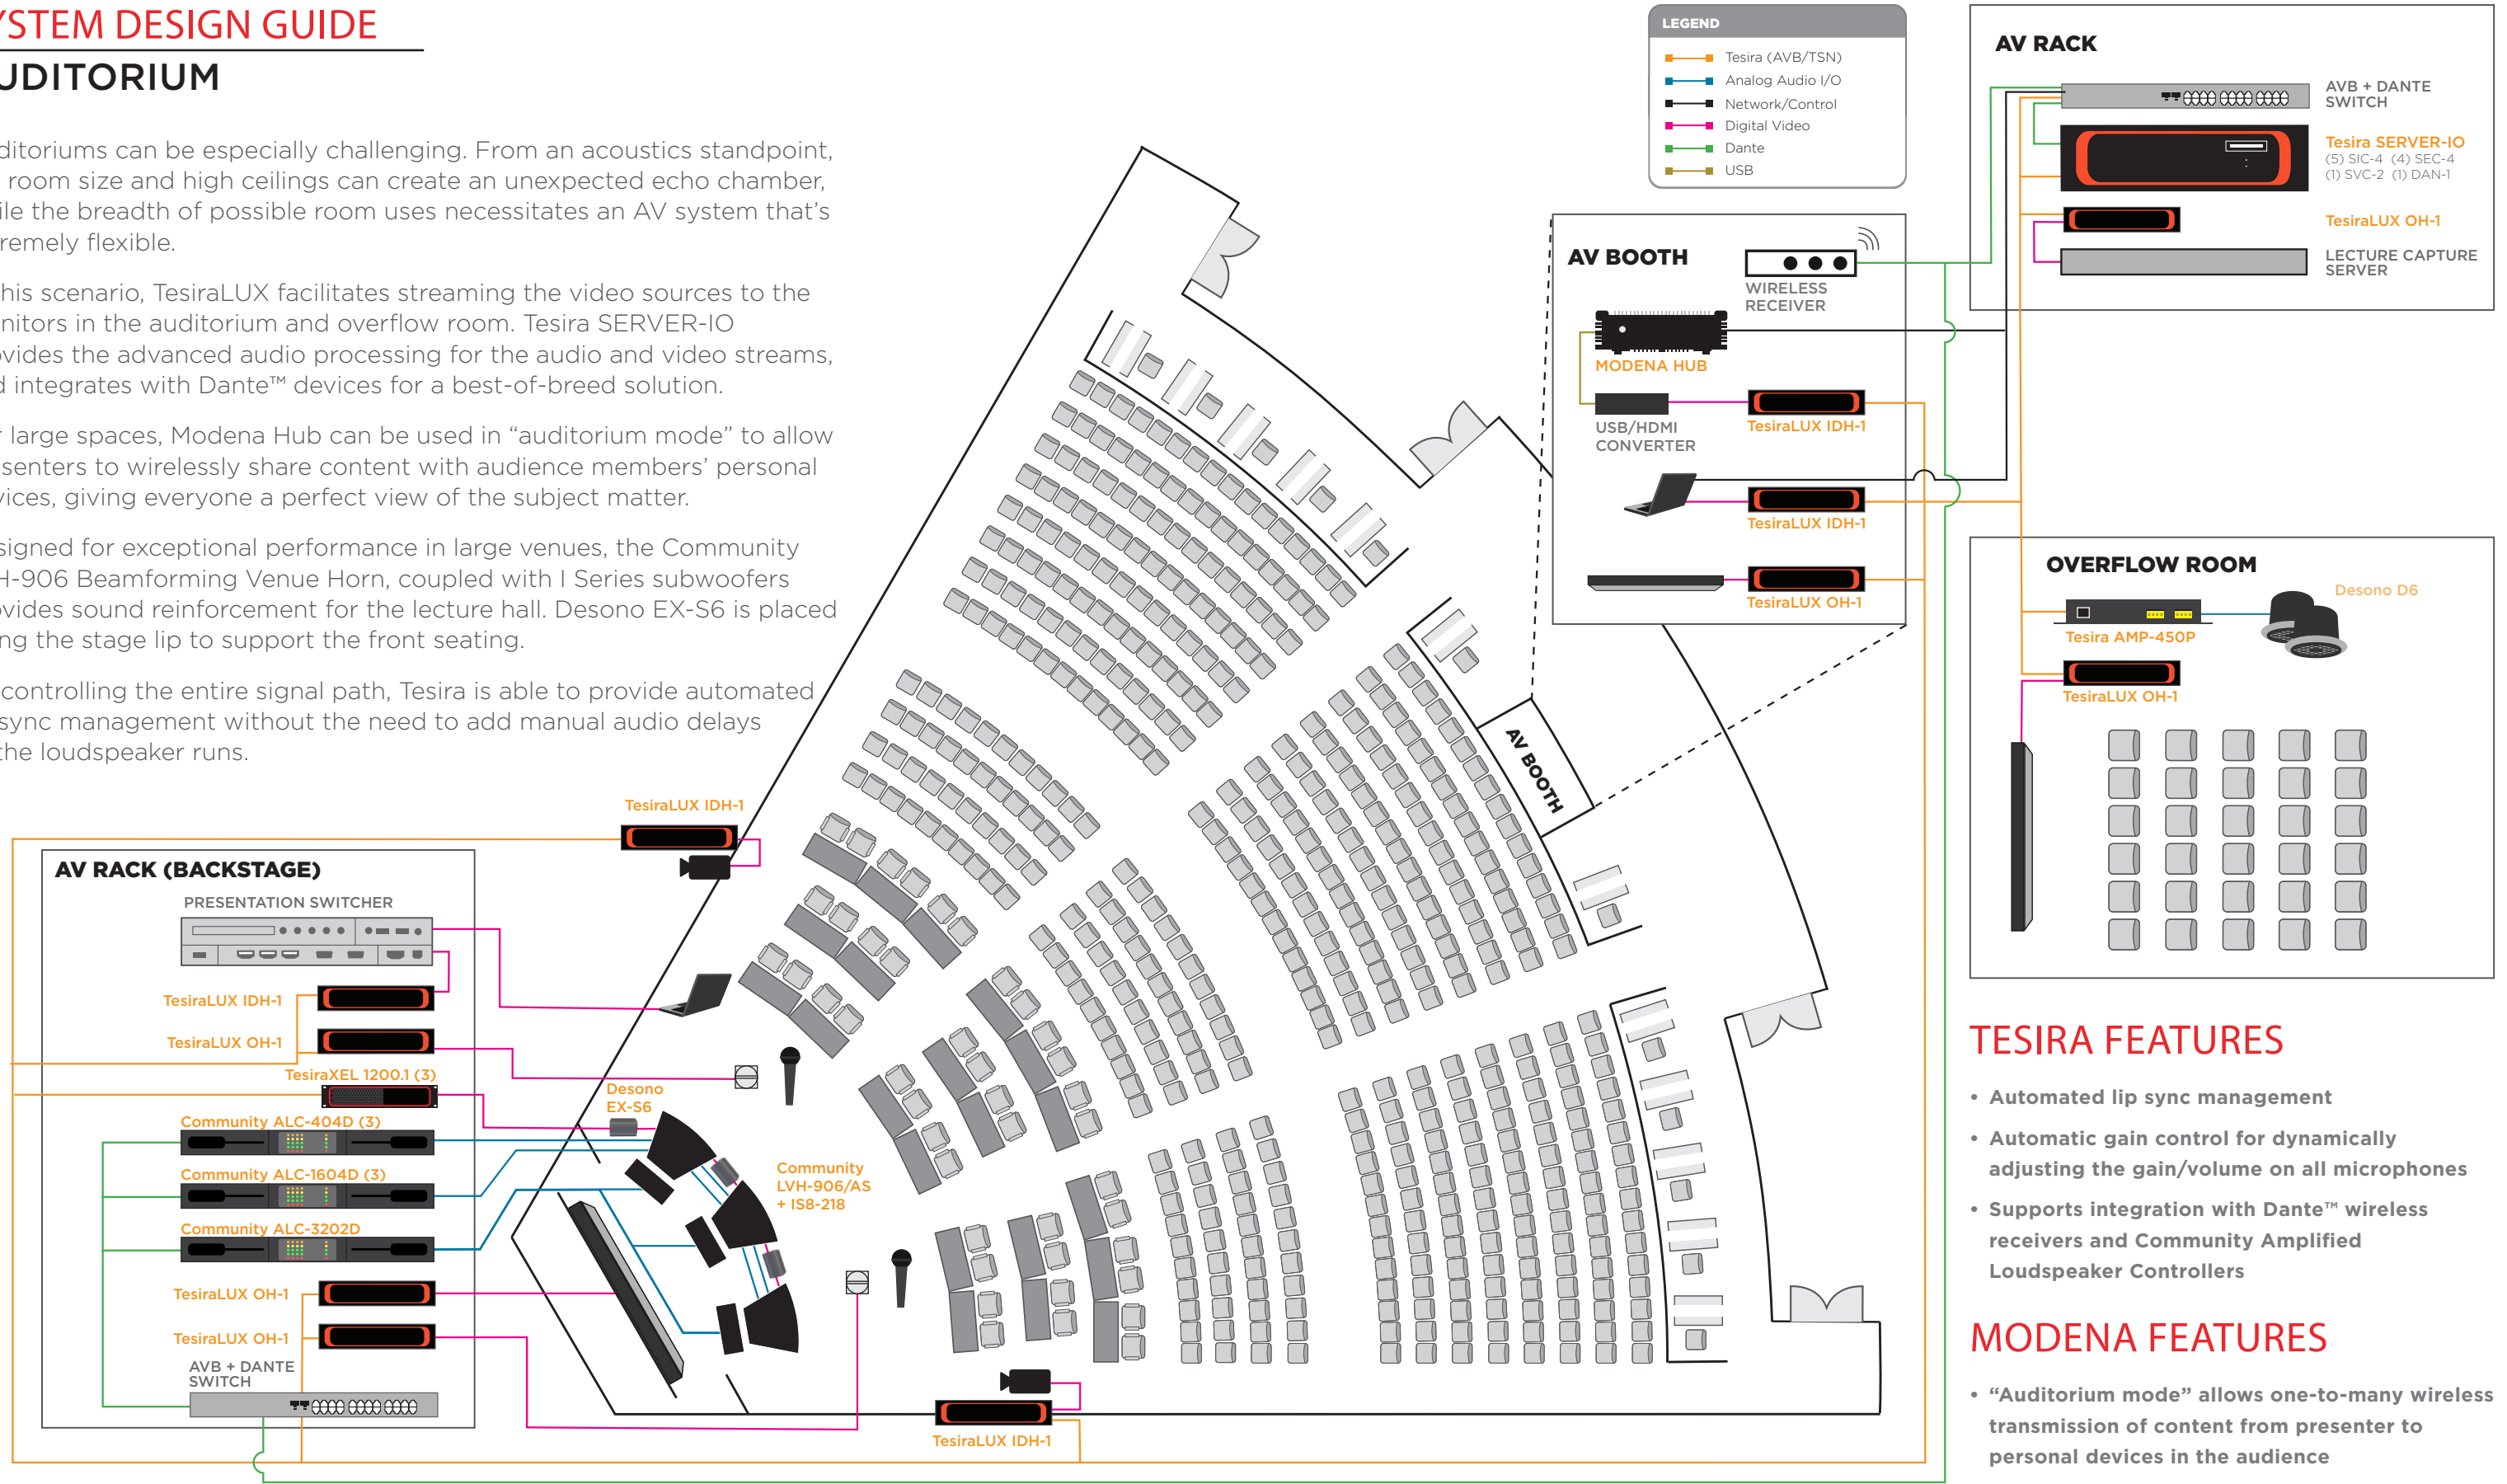 YSTEM DESIGN GUIDE
UDITORIUM
ditoriums can be especially challenging. From an acoustics standpoint,
room size and high ceilings can create an unexpected echo chamber,
ile the breadth of possible room uses necessitates an AV system that's
remely flexible.
his scenario, TesiraLUX facilitates streaming the video sources to the
nitors in the auditorium and overflow room. Tesira SERVER-IO
ovides the advanced audio processing for the audio and video streams,
d integrates with Dante™ devices for a best-of-breed solution.
r large spaces, Modena Hub can be used in “auditorium mode” to allow
esenters to wirelessly share content with audience members’ personal
vices, giving everyone a perfect view of the subject matter.
signed for exceptional performance in large venues, the Community
H-906 Beamforming Venue Horn, coupled with I Series subwoofers
ovides sound reinforcement for the lecture hall. Desono EX-S6 is placed
ng the stage lip to support the front seating.
controlling the entire signal path, Tesira is able to provide automated
sync management without the need to add manual audio delays
the loudspeaker runs.
LEGEND
Tesira (AVB/TSN)
Analog Audio I/O
Network/Control
Digital Video
Dante
USB
AV RACK
AVB + DANTE
SWITCH
Tesira SERVER-IO
(5) SIC-4 (4) SEC-4
(1) SVC-2 (1) DAN-1
TesiraLUX OH-1
LECTURE CAPTURE
SERVER
AV BOOTH
WIRELESS
RECEIVER
MODENA HUB
USB/HDMI
CONVERTER
TesiraLUX IDH-1
TesiraLUX IDH-1
TesiraLUX OH-1
OVERFLOW ROOM
Desono D6
Tesira AMP-450P
TesiraLUX OH-1
AV BOOTH
TesiraLUX IDH-1
AV RACK (BACKSTAGE)
PRESENTATION SWITCHER
TesiraLUX IDH-1
TesiraLUX OH-1
TesiraXEL 1200.1 (3)
Community ALC-404D (3)
Community ALC-1604D (3)
Community ALC-3202D
TesiraLUX OH-1
TesiraLUX OH-1
AVB + DANTE
SWITCH
Desono
EX-S6
Community
LVH-906/AS
+ IS8-218
TesiraLUX IDH-1
TESIRA FEATURES
• Automated lip sync management
• Automatic gain control for dynamically
adjusting the gain/volume on all microphones
• Supports integration with Dante™ wireless
receivers and Community Amplified
Loudspeaker Controllers
MODENA FEATURES
• “Auditorium mode” allows one-to-many wireless
transmission of content from presenter to
personal devices in the audience